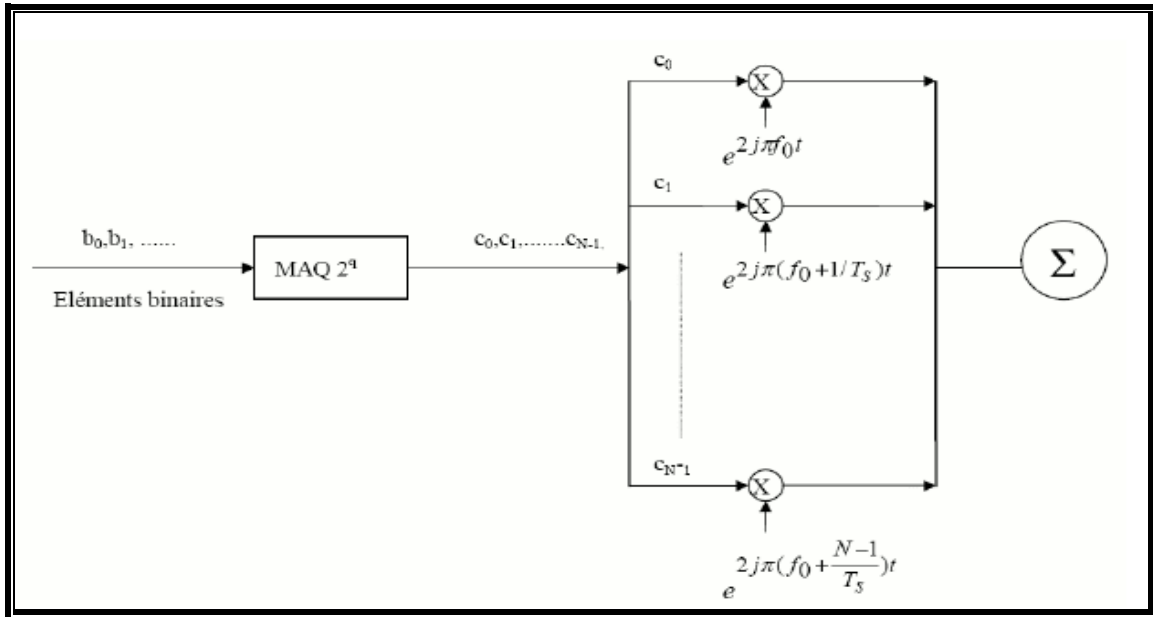 c₀
X
e^{2jπf₀t}
c₁
X
b₀,b₁, ......
c₀,c₁,.......c_{N-1.}
MAQ 2^q
Σ
e^{2jπ(f₀+1/T_S)t}
Eléments binaires
c_{N-1}
X
e^{2jπ(f₀+\frac{N-1}{T_S})t}